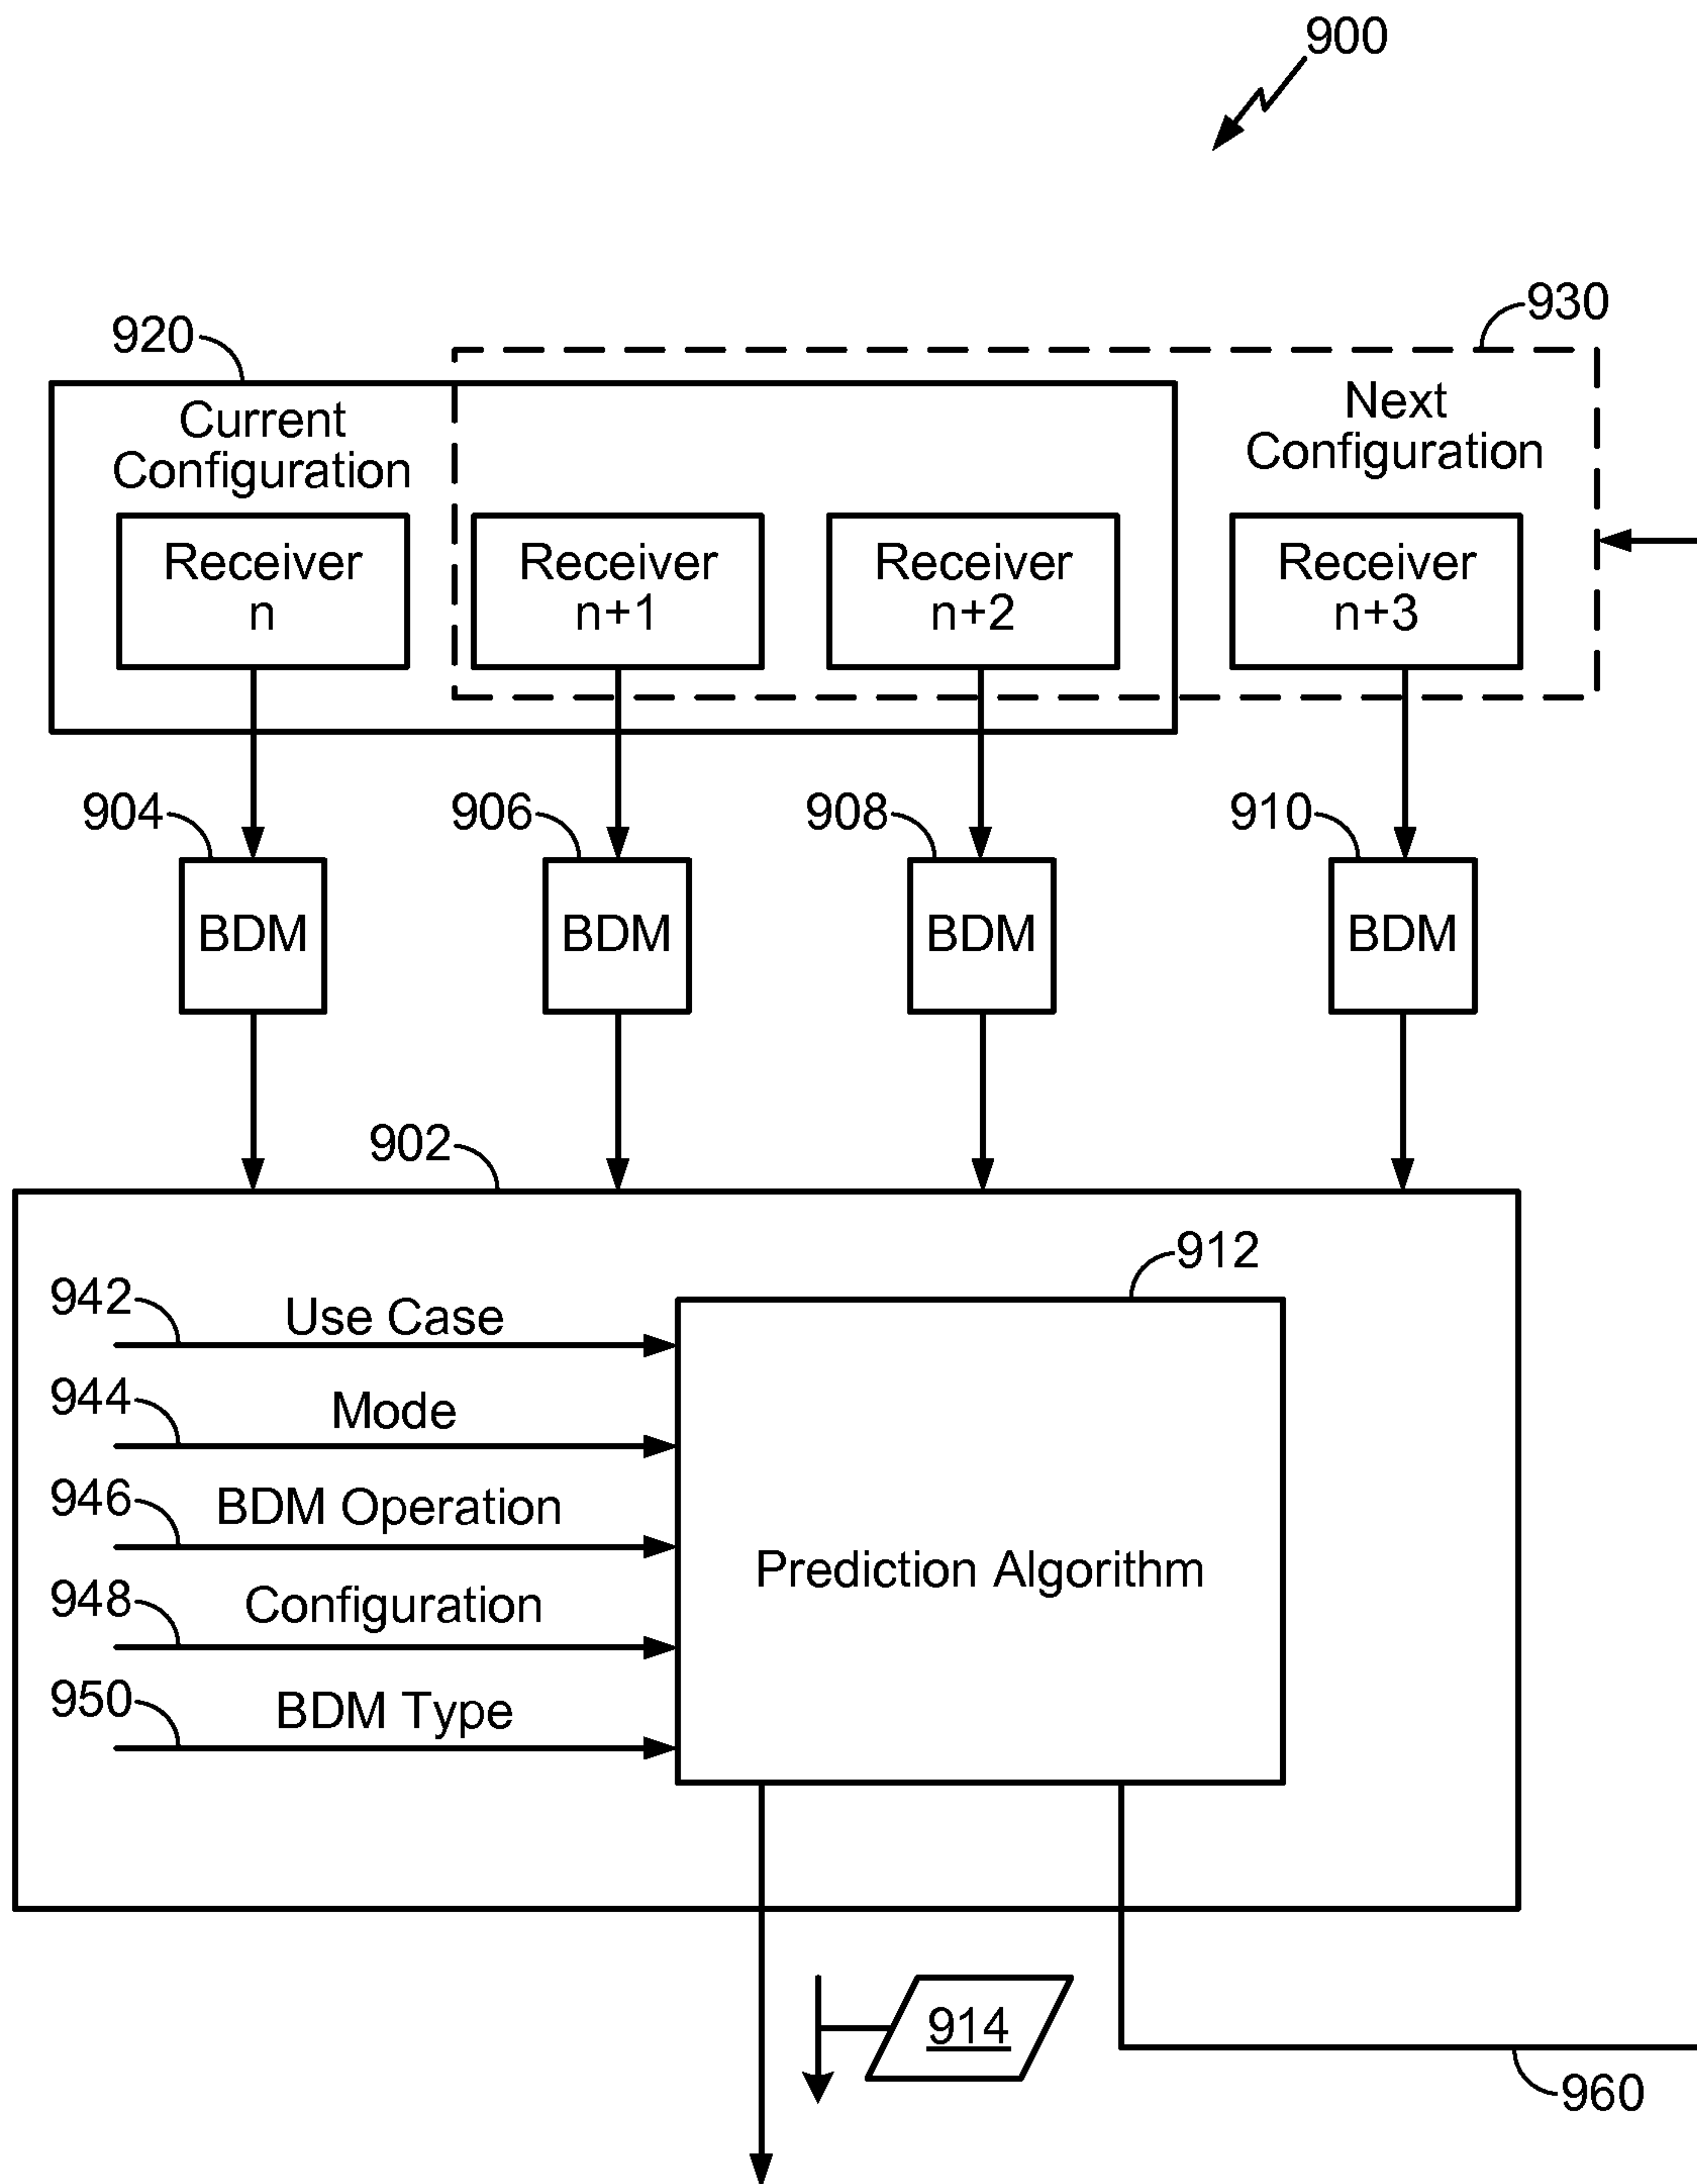 900
930
920
Current
Configuration
Next
Configuration
Receiver
n
Receiver
n+1
Receiver
n+2
Receiver
n+3
904
906
908
910
BDM
BDM
BDM
BDM
902
912
942
Use Case
944
Mode
946
BDM Operation
948
Configuration
950
BDM Type
Prediction Algorithm
914
960